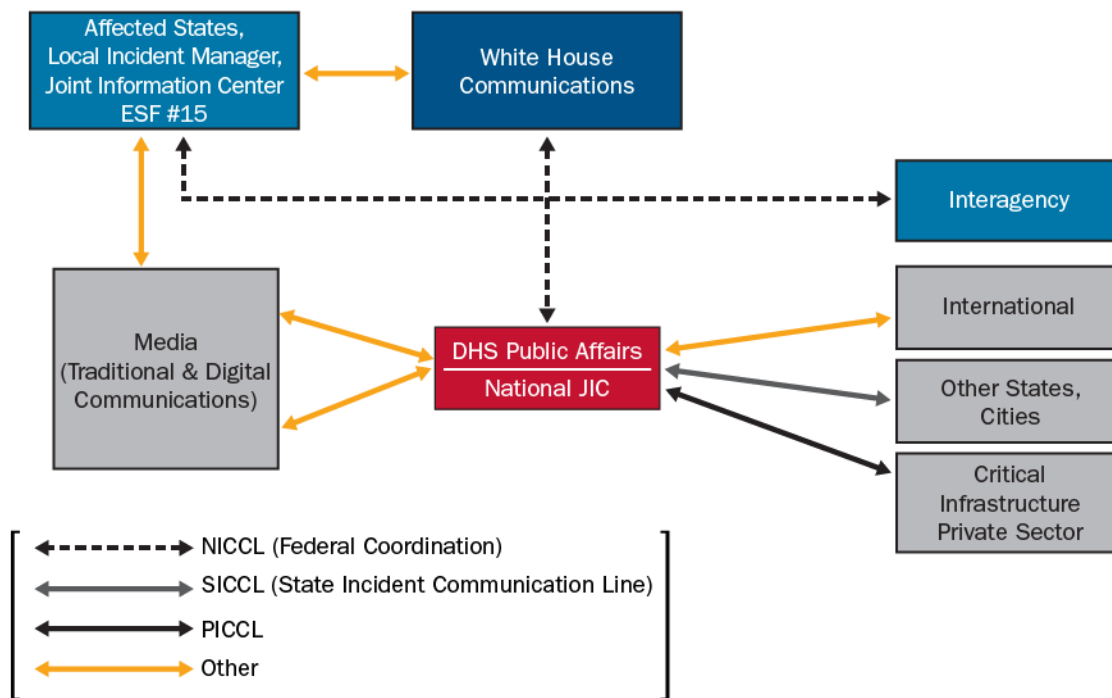 Affected States,
Local Incident Manager,
Joint Information Center
ESF #15
White House
Communications
Interagency
Media
(Traditional & Digital
Communications)
DHS Public Affairs
National JIC
International
Other States,
Cities
Critical
Infrastructure
Private Sector
NICCL (Federal Coordination)
SICCL (State Incident Communication Line)
PICCL
Other